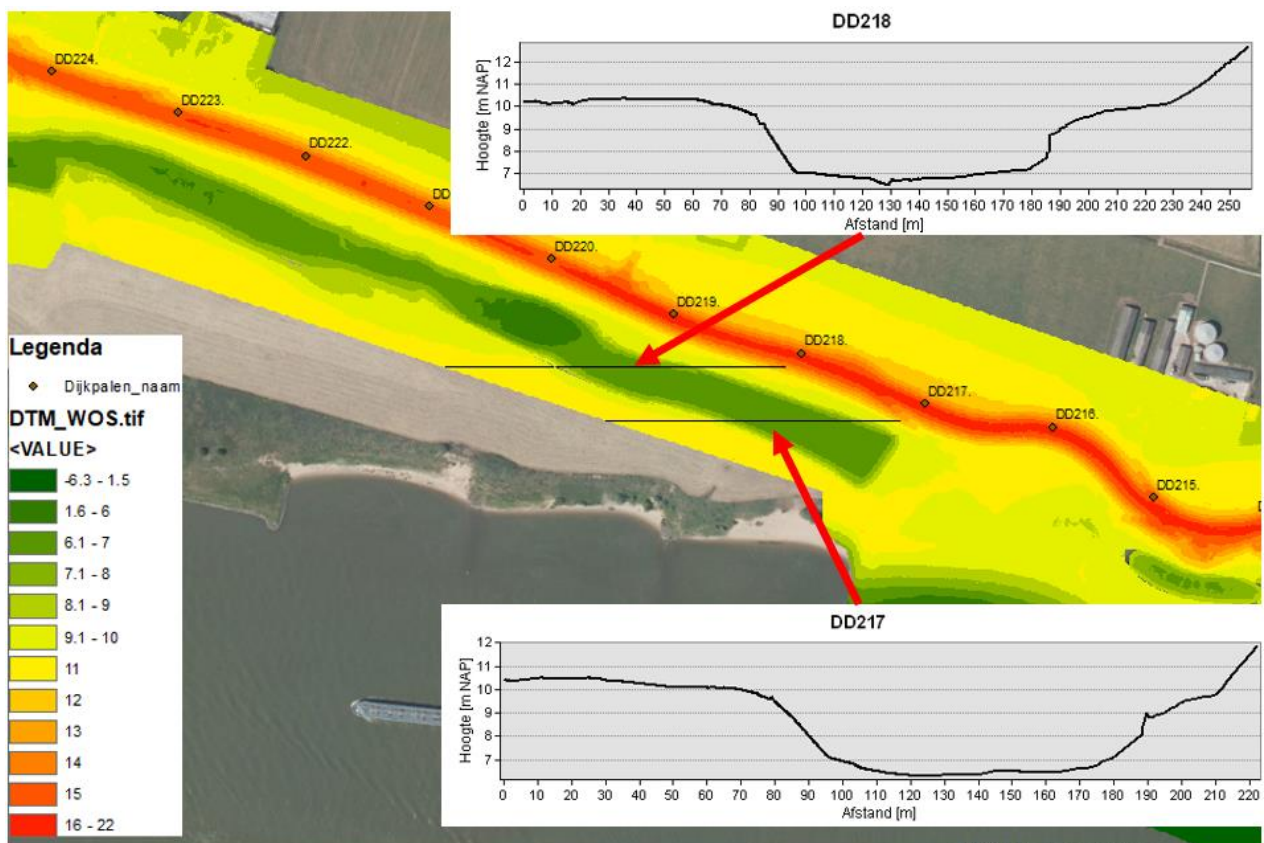 DD224.
DD223.
DD222.
DD
DD220.
DD219.
DD218.
DD217.
DD216.
DD215.
D
DD218
Hoogte [m NAP]
12
11
10
9
8
7
0 10 20 30 40 50 60 70 80 90 100 110 120 130 140 150 160 170 180 190 200 210 220 230 240 250
Afstand [m]
Legenda
Dijkpalen_naam
DTM_WOS.tif
<VALUE>
-6.3 - 1.5
1.6 - 6
6.1 - 7
7.1 - 8
8.1 - 9
9.1 - 10
11
12
13
14
15
16 - 22
DD217
Hoogte [m NAP]
12
11
10
9
8
7
0 10 20 30 40 50 60 70 80 90 100 110 120 130 140 150 160 170 180 190 200 210 220
Afstand [m]